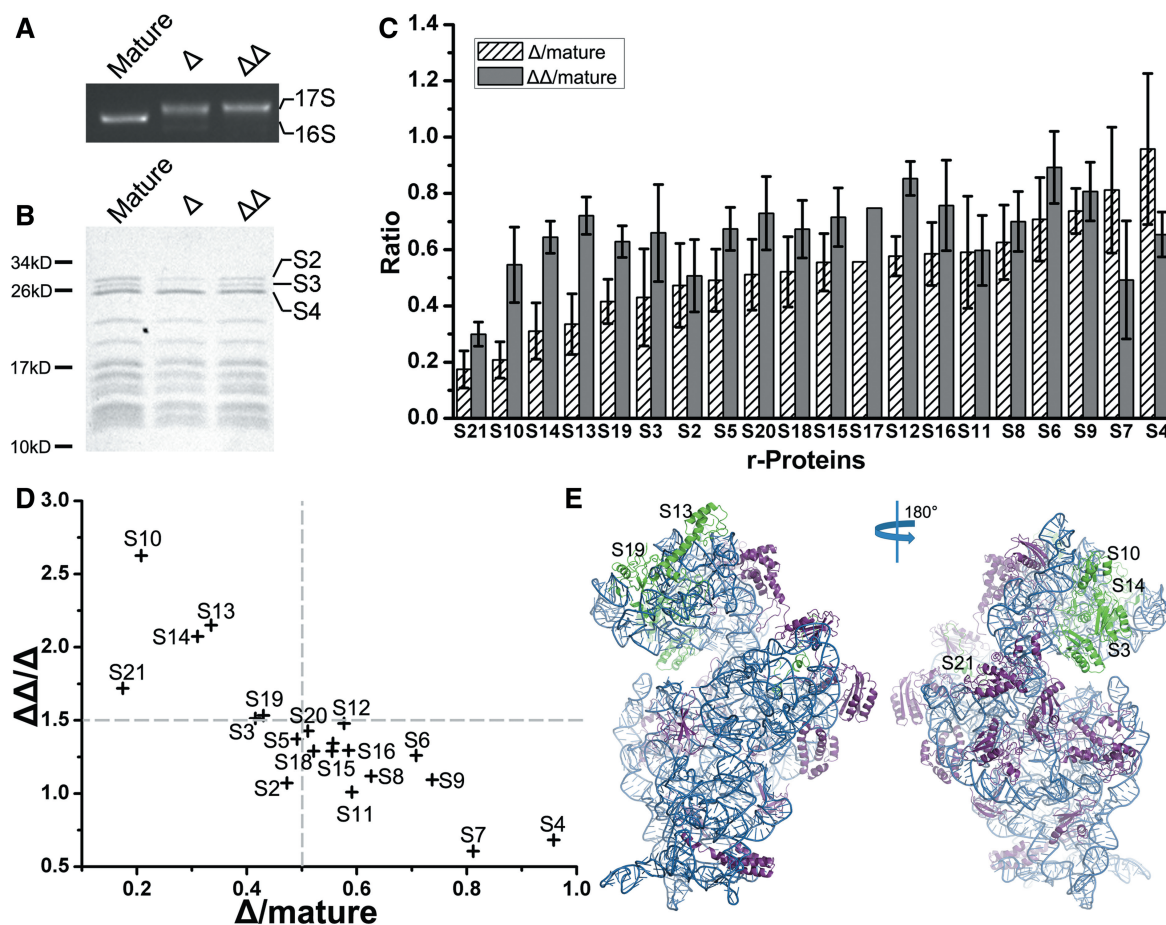 A
Mature
Δ
ΔΔ
17S
16S
B
Mature
Δ
ΔΔ
34kD
26kD
17kD
10kD
S2
S3
S4
C
Δ/mature
ΔΔ/mature
Ratio
1.4
1.2
1.0
0.8
0.6
0.4
0.2
0.0
S21 S10 S14 S13 S19 S3 S2 S5 S20 S18 S15 S17 S12 S16 S11 S8 S6 S9 S7 S4
r-Proteins
D
ΔΔ/Δ
3.0
2.5
2.0
1.5
1.0
0.5
S10
S13
S14
S21
S19
S3
S20
S12
S5
S18
S16
S6
S15
S2
S8
S9
S11
S7
S4
0.2 0.4 0.6 0.8 1.0
Δ/mature
E
S13
S19
180°
S10
S14
S3
S21